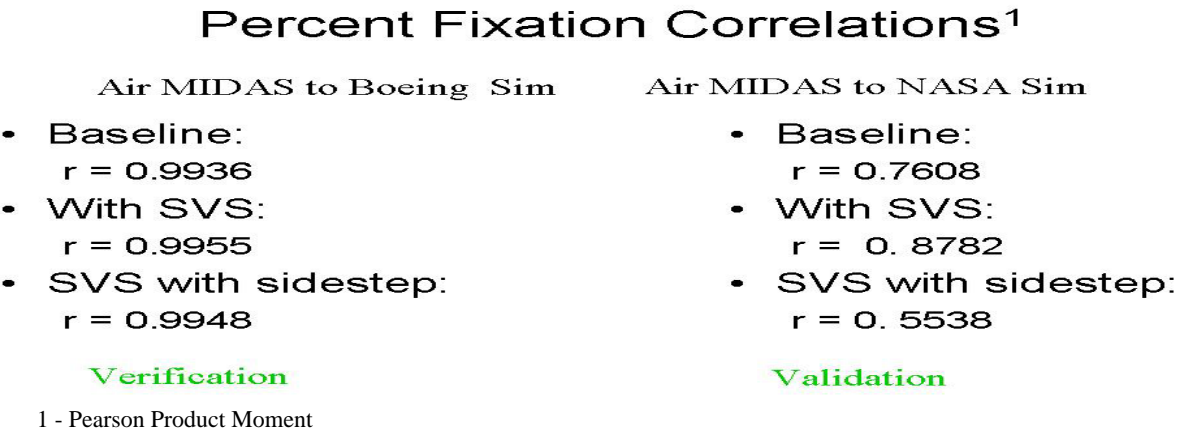 Percent Fixation Correlations¹
Air MIDAS to Boeing Sim
• Baseline:
r = 0.9936
• With SVS:
r = 0.9955
• SVS with sidestep:
r = 0.9948
Verification
Air MIDAS to NASA Sim
• Baseline:
r = 0.7608
• With SVS:
r = 0. 8782
• SVS with sidestep:
r = 0. 5538
Validation
1 - Pearson Product Moment